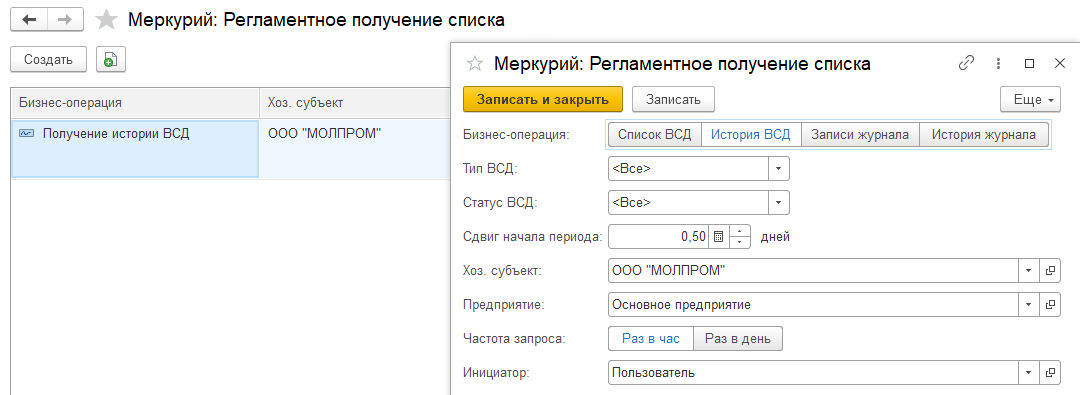 Меркурий: Регламентное получение списка
Создать
Бизнес-операция Хоз. субъект
Получение истории ВСД ООО "МОЛПРОМ"
Меркурий: Регламентное получение списка
Записать и закрыть Записать Еще
Бизнес-операция: Список ВСД История ВСД Записи журнала История журнала
Тип ВСД: <Все>
Статус ВСД: <Все>
Сдвиг начала периода: 0,50 дней
Хоз. субъект: ООО "МОЛПРОМ"
Предприятие: Основное предприятие
Частота запроса: Раз в час Раз в день
Инициатор: Пользователь